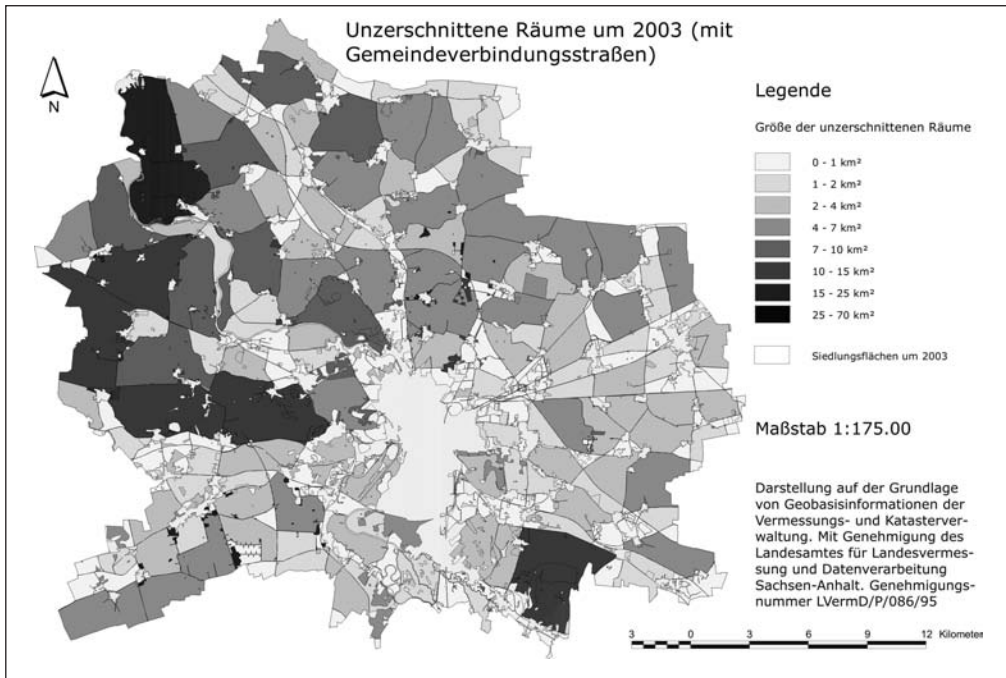 Unzerschnittene Räume um 2003 (mit
Gemeindeverbindungsstraßen)
N
Legende
Größe der unzerschnittenen Räume
0 - 1 km²
1 - 2 km²
2 - 4 km²
4 - 7 km²
7 - 10 km²
10 - 15 km²
15 - 25 km²
25 - 70 km²
Siedlungsflächen um 2003
Maßstab 1:175.00
Darstellung auf der Grundlage
von Geobasisinformationen der
Vermessungs- und Katasterver-
waltung. Mit Genehmigung des
Landesamtes für Landesvermes-
sung und Datenverarbeitung
Sachsen-Anhalt. Genehmigungs-
nummer LVermD/P/086/95
3 0 3 6 9 12 Kilometer